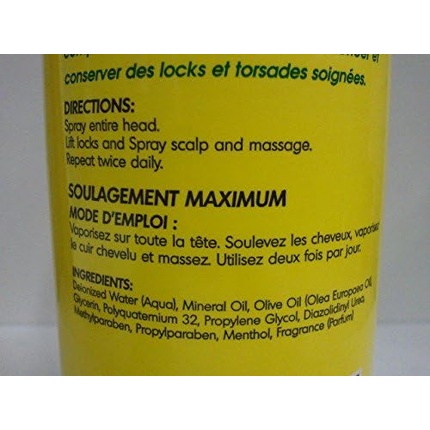 conserver des locks et torsades soignées.
DIRECTIONS:
Spray entire head.
Lift locks and Spray scalp and massage.
Repeat twice daily.
SOULAGEMENT MAXIMUM
MODE D'EMPLOI :
Vaporisez sur toute la tête. Soulevez les cheveux, vaporisez
le cuir chevelu et massez. Utilisez deux fois par jour.
INGREDIENTS:
Deionized Water (Aqua), Mineral Oil, Olive Oil (Olea Europaea Oil,
Glycerin, Polyquaternium 32, Propylene Glycol, Diazolidinyl Urea,
Methylparaben, Propylparaben, Menthol, Fragrance (Parfum)